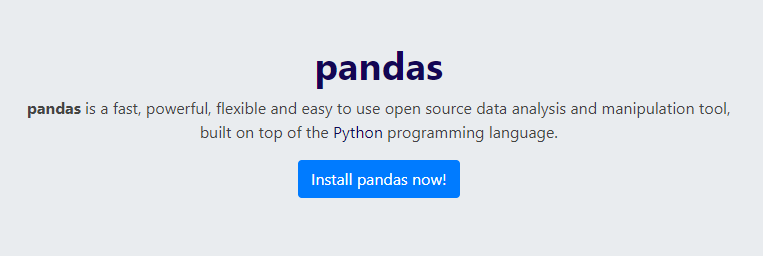 pandas
pandas is a fast, powerful, flexible and easy to use open source data analysis and manipulation tool,
built on top of the Python programming language.
Install pandas now!